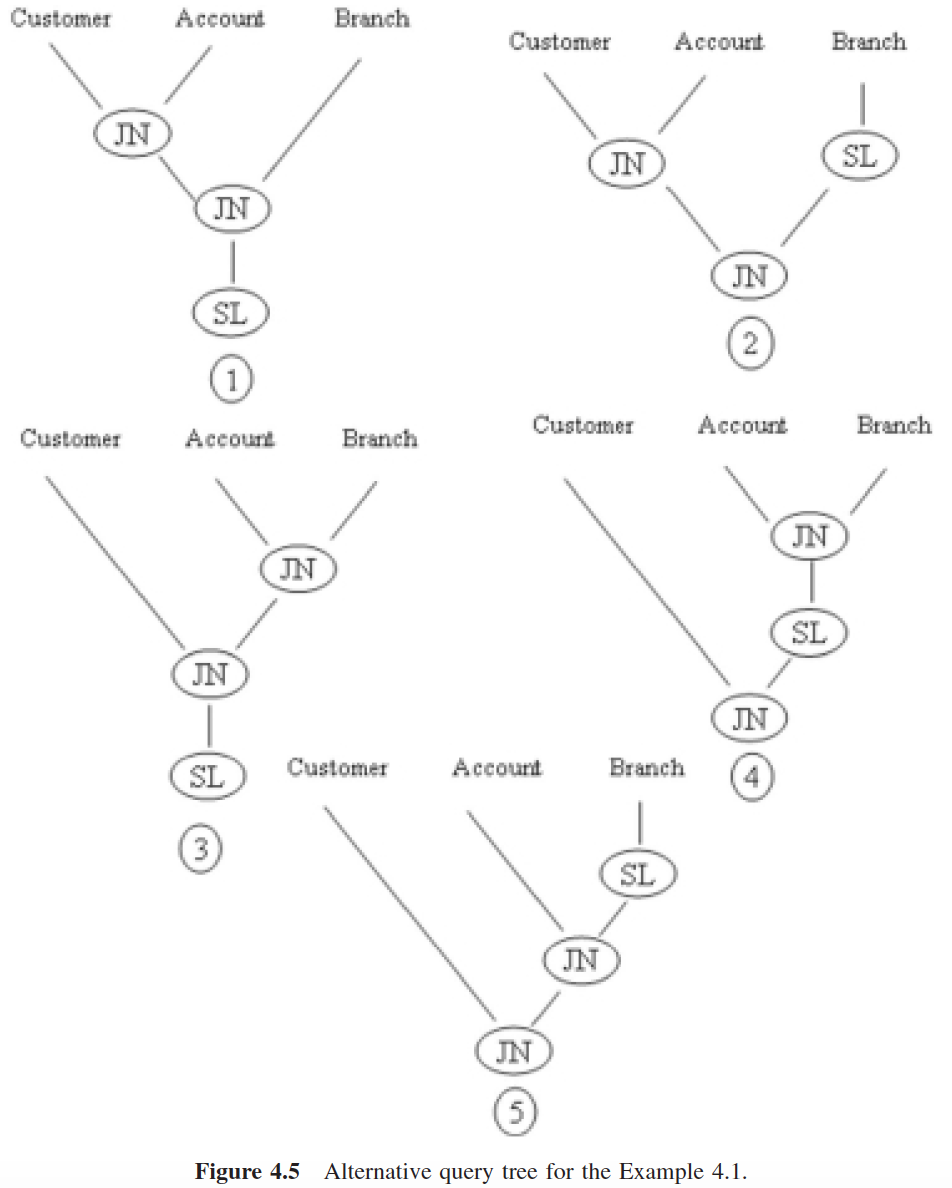 Customer Account Branch
JN
JN
SL
1
Customer Account Branch
JN SL
JN
2
Customer Account Branch
JN
JN
SL
3
Customer Account Branch
JN
SL
JN
4
Customer Account Branch
SL
JN
JN
5
Figure 4.5 Alternative query tree for the Example 4.1.